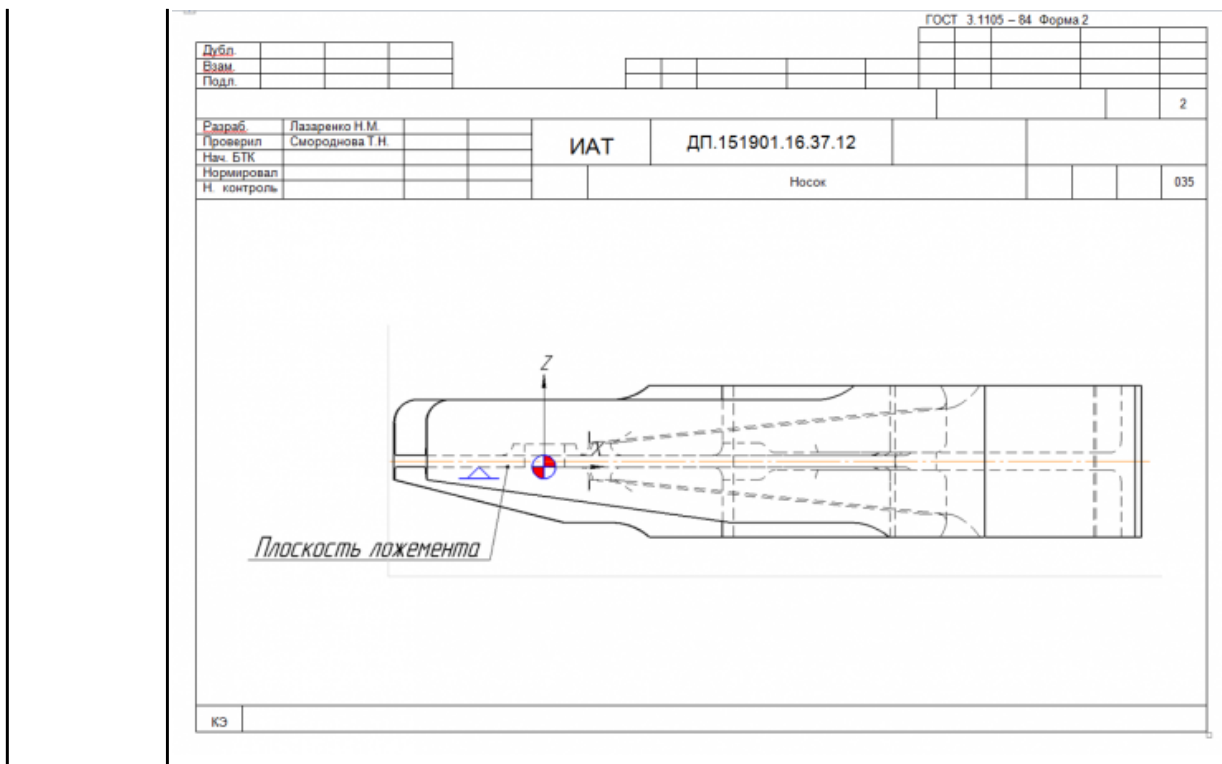 ГОСТ 3.1105 – 84 Форма 2
Дубл.
Взам.
Подл.
2
Разраб. Лазаренко Н.М.
Проверил Смороднова Т.Н.
Нач. БТК
Нормировал
Н. контроль
ИАТ
ДП.151901.16.37.12
Носок
035
Z
X
Плоскость ложемента
КЭ